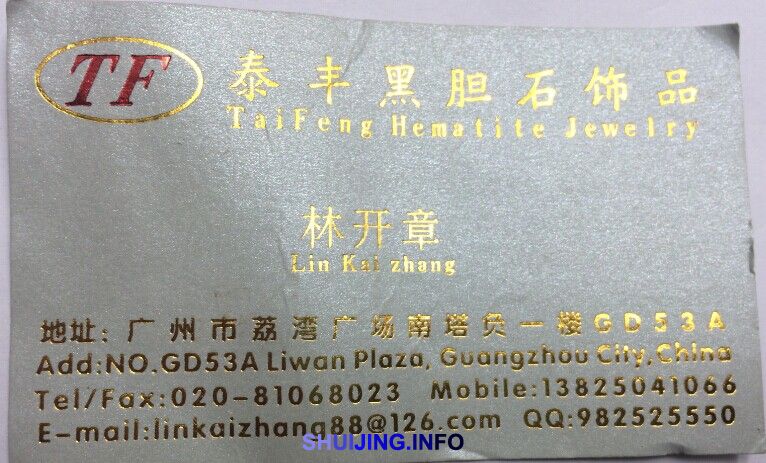 TF
泰丰黑胆石饰品
TaiFeng Hematite Jewelry
林开章
Lin Kai zhang
地址：广州市荔湾广场南塔负一楼GD53A
Add:NO.GD53A Liwan Plaza, Guangzhou City,China
Tel/Fax:020-81068023 Mobile:13825041066
E-mail:linkaizhang88@126.com QQ:982525550
SHUIJING.INFO